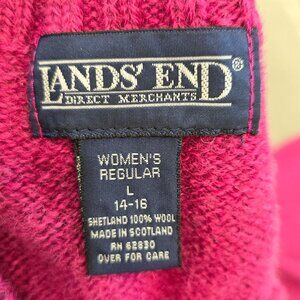 LANDS' END®
DIRECT MERCHANTS
WOMEN'S
REGULAR
L
14-16
SHETLAND 100% WOOL
MADE IN SCOTLAND
RN 62830
OVER FOR CARE